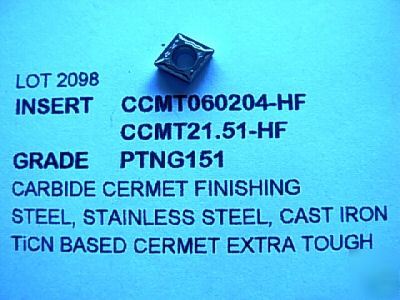 LOT 2098
INSERT CCMT060204-HF
CCMT21.51-HF
GRADE PTNG151
CARBIDE CERMET FINISHING
STEEL, STAINLESS STEEL, CAST IRON
TiCN BASED CERMET EXTRA TOUGH